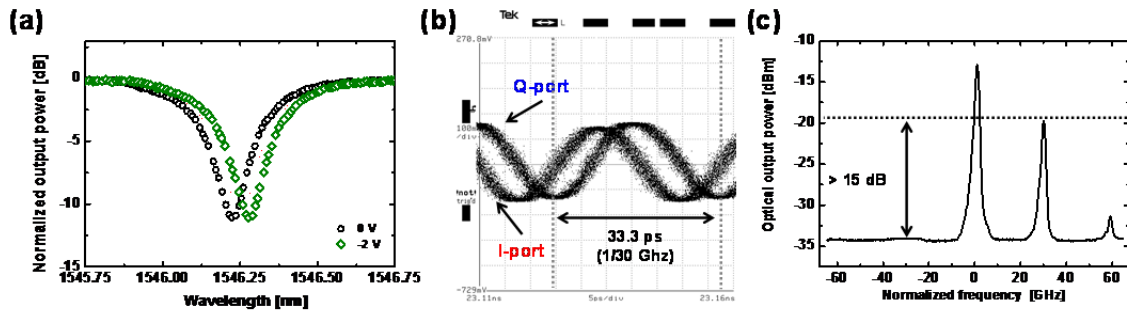 (a)
Normalized output power [dB]
0
-5
-10
-15
1545.75
1546.00
1546.25
1546.50
1546.75
Wavelength [nm]
0 V
-2 V
(b)
Tek
L
270.8mV
Q-port
I-port
33.3 ps
(1/30 Ghz)
-729mV
23.11ns
5ps/div
23.16ns
(c)
Optical output power [dBm]
-10
-15
-20
-25
-30
-35
> 15 dB
-60
-40
-20
0
20
40
60
Normalized frequency [GHz]